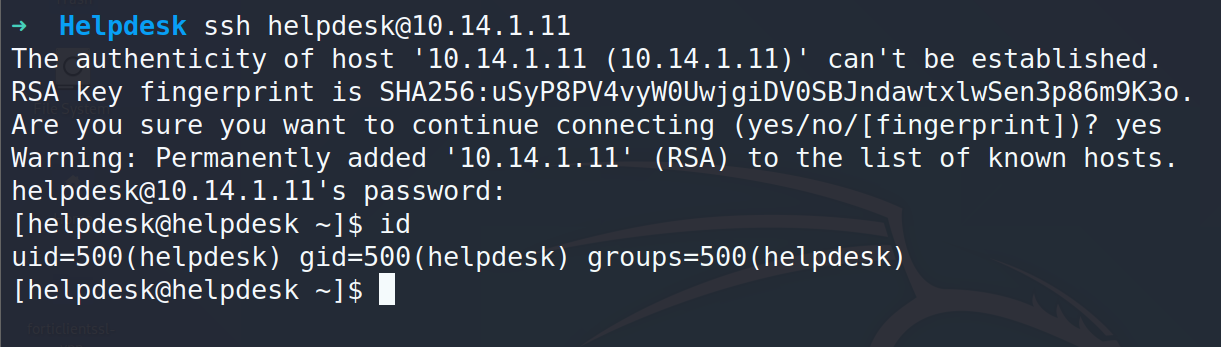 ➜  Helpdesk ssh helpdesk@10.14.1.11
The authenticity of host '10.14.1.11 (10.14.1.11)' can't be established.
RSA key fingerprint is SHA256:uSyP8PV4vyW0UwjgiDV0SBJndawtxlwSen3p86m9K3o.
Are you sure you want to continue connecting (yes/no/[fingerprint])? yes
Warning: Permanently added '10.14.1.11' (RSA) to the list of known hosts.
helpdesk@10.14.1.11's password:
[helpdesk@helpdesk ~]$ id
uid=500(helpdesk) gid=500(helpdesk) groups=500(helpdesk)
[helpdesk@helpdesk ~]$